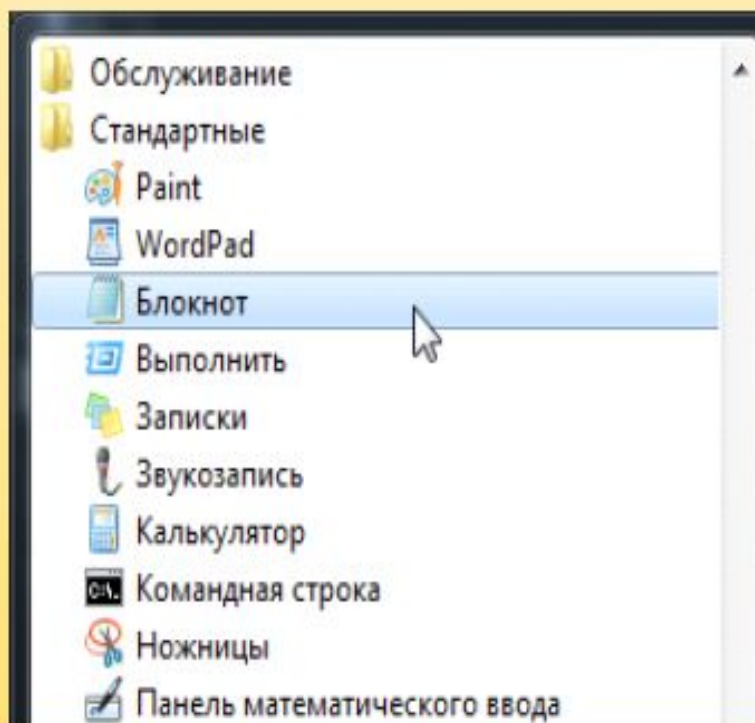 Обслуживание
Стандартные
Paint
WordPad
Блокнот
Выполнить
Записки
Звукозапись
Калькулятор
Командная строка
Ножницы
Панель математического ввода